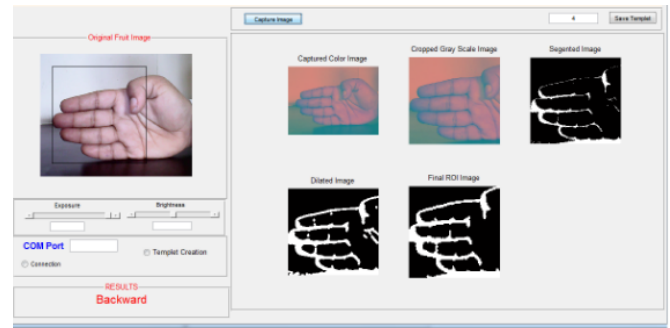 Capture Image
4
Save Templet
Original Fruit Image
Captured Color Image
Cropped Gray Scale Image
Segented Image
Dilated Image
Final ROI Image
Exposure
Brightness
COM Port
Templet Creation
Connection
RESULTS
Backward